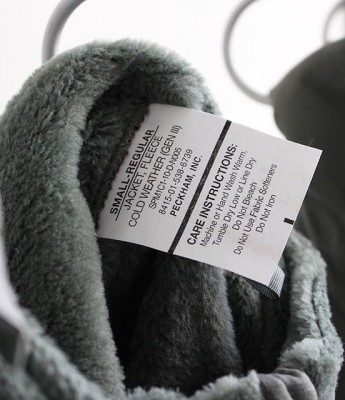 SMALL-REGULAR
JACKET, FLEECE
COLD WEATHER (GEN III)
SPM1C1-10-D-N005
8415-01-538-6739
PECKHAM, INC.
CARE INSTRUCTIONS:
Machine or Hand Wash Warm,
Tumble Dry Low or Line Dry
Do Not Bleach
Do Not Use Fabric Softeners
Do Not Iron